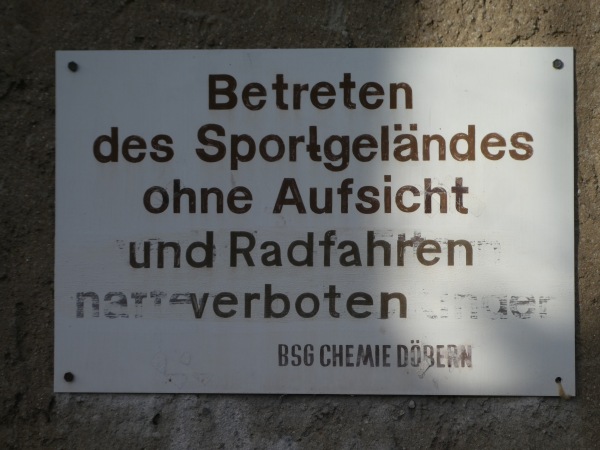 Betreten
des Sportgeländes
ohne Aufsicht
und Radfahren
verboten
BSG CHEMIE DÖBERN